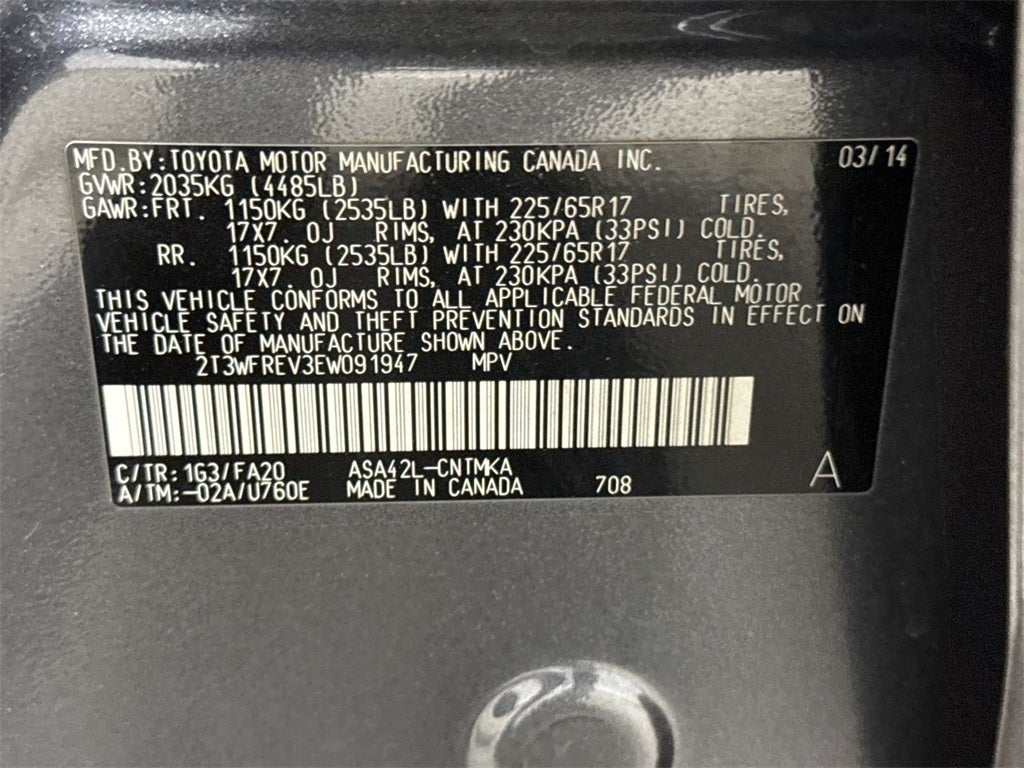 MFD.BY:TOYOTA MOTOR MANUFACTURING CANADA INC. 03/14
GVWR:2035KG (4485LB)
GAWR:FRT. 1150KG (2535LB) WITH 225/65R17 TIRES,
17X7.0J RIMS, AT 230KPA (33PSI) COLD.
RR. 1150KG (2535LB) WITH 225/65R17 TIRES,
17X7.0J RIMS, AT 230KPA (33PSI) COLD.
THIS VEHICLE CONFORMS TO ALL APPLICABLE FEDERAL MOTOR
VEHICLE SAFETY AND THEFT PREVENTION STANDARDS IN EFFECT ON
THE DATE OF MANUFACTURE SHOWN ABOVE.
2T3WFREV3EW091947 MPV
C/TR:1G3/FA20 ASA42L-CNTMKA
A/TM:-02A/U760E MADE IN CANADA 708 A